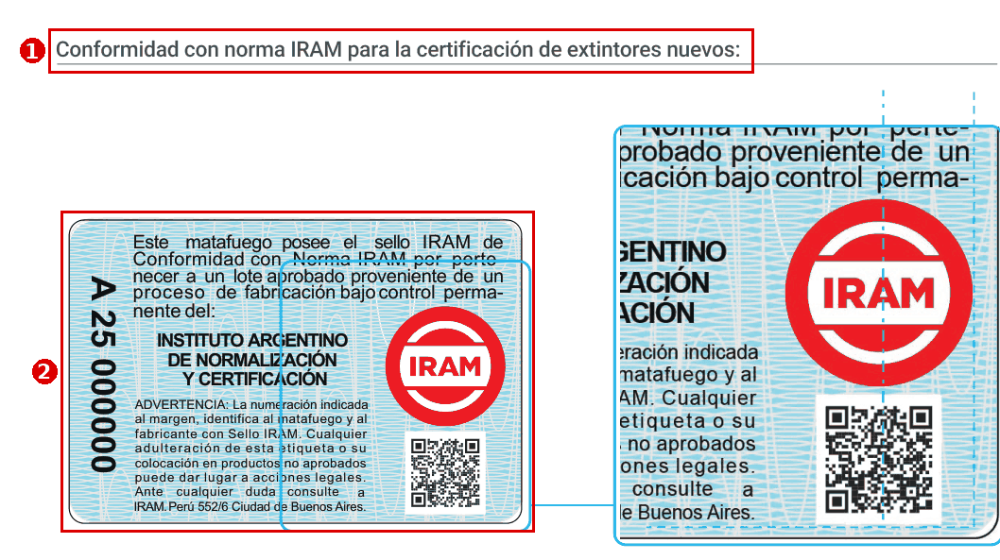 1
Conformidad con norma IRAM para la certificación de extintores nuevos:
2
A 25 000000
Este matafuego posee el sello IRAM de
Conformidad con Norma IRAM por perte-
necer a un lote aprobado proveniente de un
proceso de fabricación bajo control perma-
nente del:
INSTITUTO ARGENTINO
DE NORMALIZACIÓN
Y CERTIFICACIÓN
ADVERTENCIA: La numeración indicada
al margen, identifica al matafuego y al
fabricante con Sello IRAM. Cualquier
adulteración de esta etiqueta o su
colocación en productos no aprobados
puede dar lugar a acciones legales.
Ante cualquier duda consulte a
IRAM. Perú 552/6 Ciudad de Buenos Aires.
IRAM
Norma IRAM por perte-
probado proveniente de un
cación bajo control perma-
GENTINO
ZACIÓN
ACIÓN
eración indicada
matafuego y al
AM. Cualquier
etiqueta o su
no aprobados
ones legales.
consulte a
e Buenos Aires.
IRAM